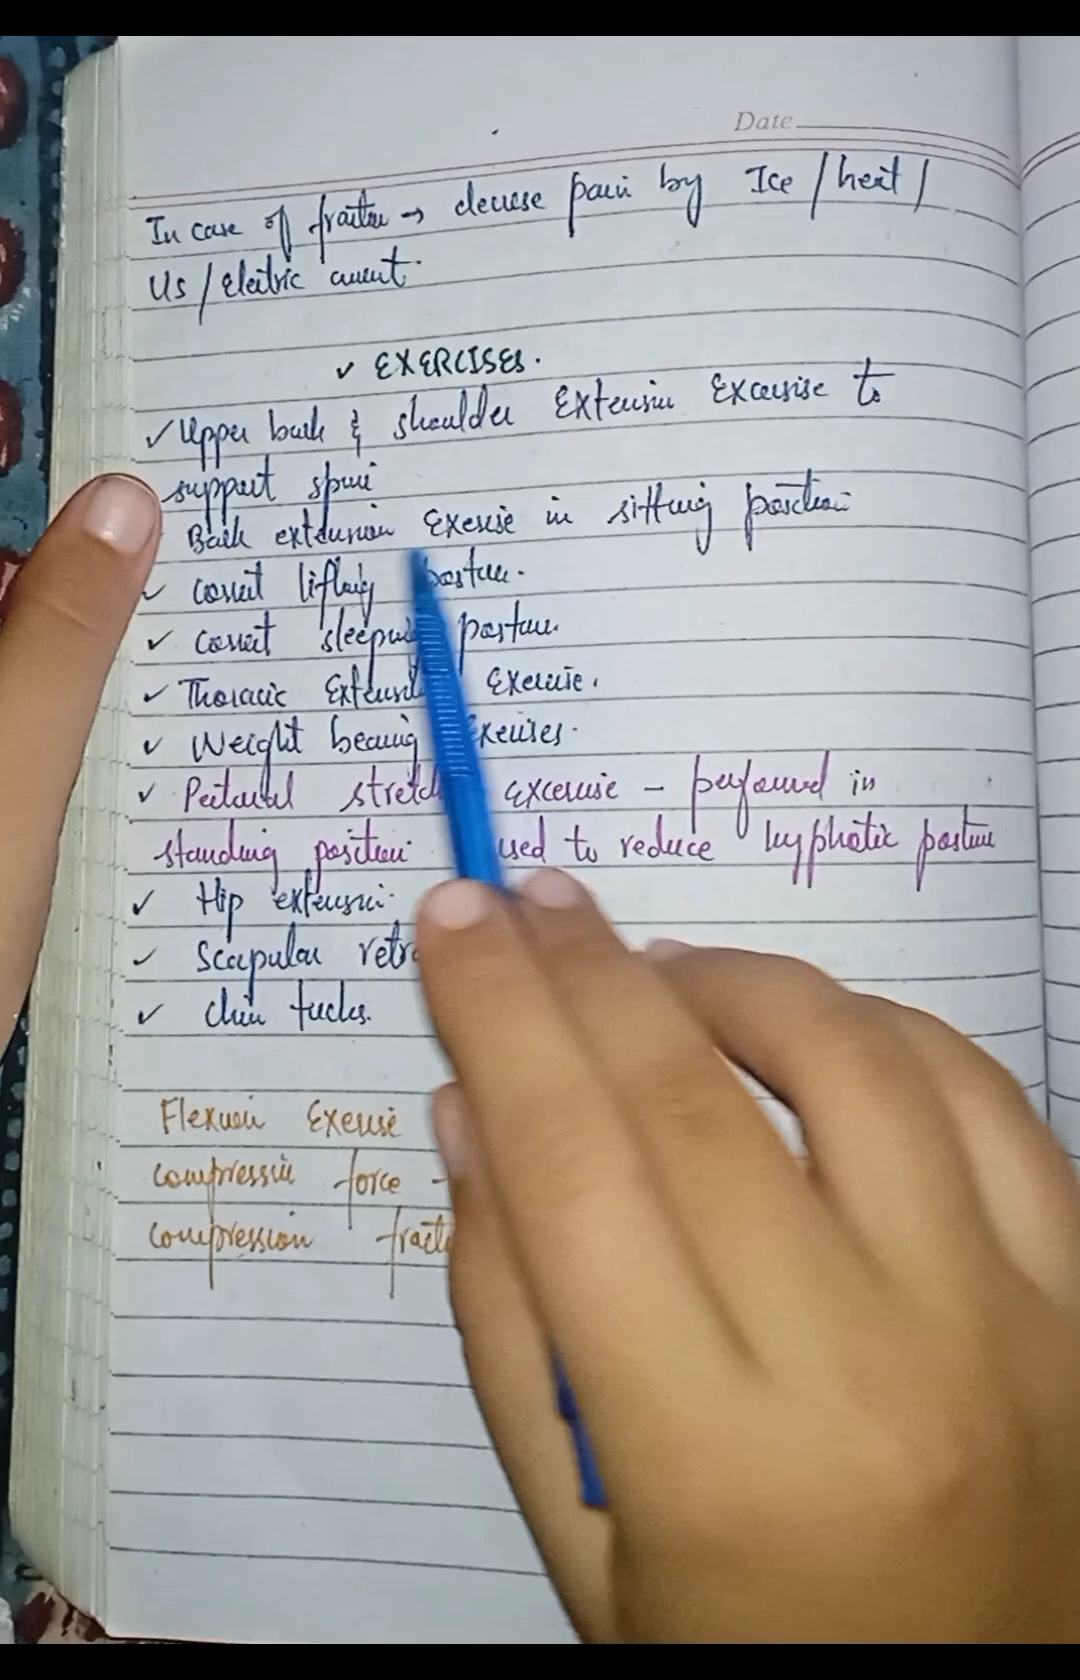 Date
In case of fracture → decrese pain by Ice / heat /
Us / Electric current.
✓ EXERCISES.
✓ Upper back & shoulder Extension Excersise to
support spine
Back extension Exercise in sitting position
✓ correct lifting posture.
✓ correct sleeping posture.
✓ Thoracic Extension Exercise.
✓ Weight bearing Exercises.
✓ Pectoral stretch excercise - performed in
standing position used to reduce kyphotic posture
✓ Hip extension.
✓ Scapular
✓ Chin tucks.
Flexion Exercise
compression force
compression